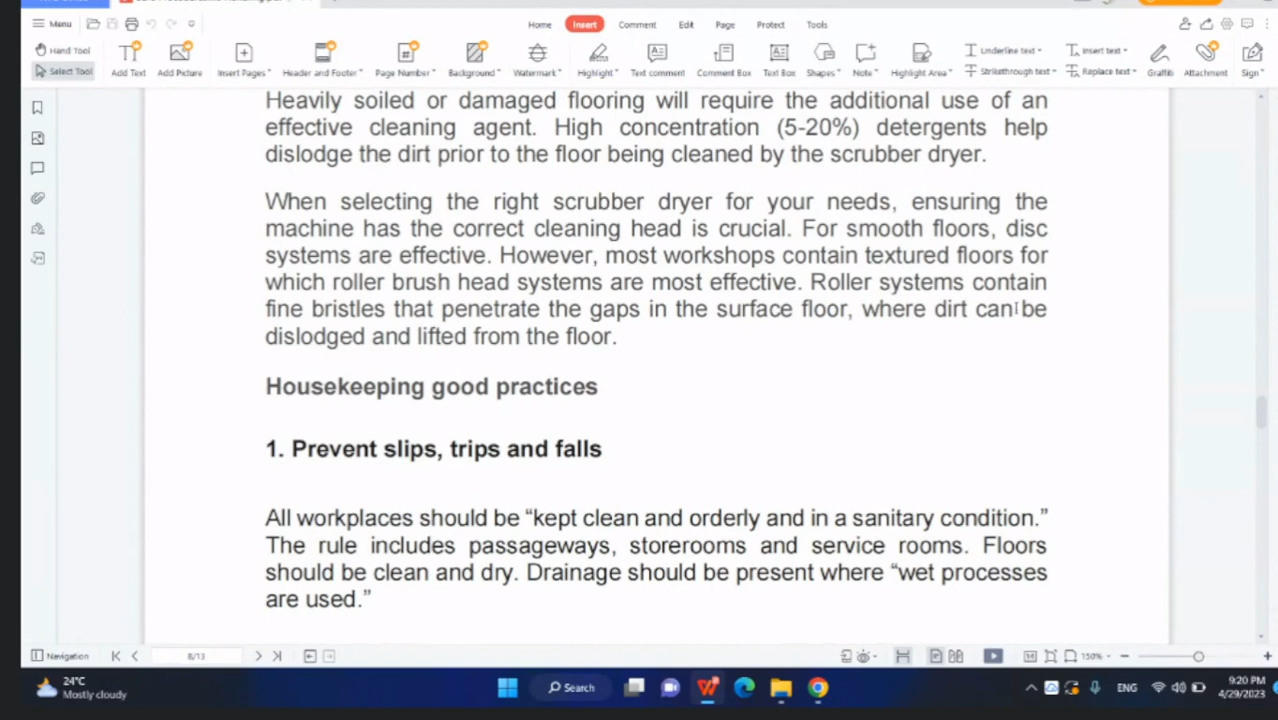 Menu
Home Insert Comment Edit Page Protect Tools
Hand Tool
Select Tool
Add Text Add Picture Insert Pages Header and Footer Page Number Background Watermark Highlight Text comment Comment Box Text Box Shapes Note Highlight Area Underline text Insert text Graffiti Attachment Sign
Strikethrough text Replace text
Heavily soiled or damaged flooring will require the additional use of an
effective cleaning agent. High concentration (5-20%) detergents help
dislodge the dirt prior to the floor being cleaned by the scrubber dryer.
When selecting the right scrubber dryer for your needs, ensuring the
machine has the correct cleaning head is crucial. For smooth floors, disc
systems are effective. However, most workshops contain textured floors for
which roller brush head systems are most effective. Roller systems contain
fine bristles that penetrate the gaps in the surface floor, where dirt can be
dislodged and lifted from the floor.
Housekeeping good practices
1. Prevent slips, trips and falls
All workplaces should be “kept clean and orderly and in a sanitary condition.”
The rule includes passageways, storerooms and service rooms. Floors
should be clean and dry. Drainage should be present where “wet processes
are used.”
Navigation 8/13 150%
24°C
Mostly cloudy
Search
ENG
9:20 PM
4/29/2023